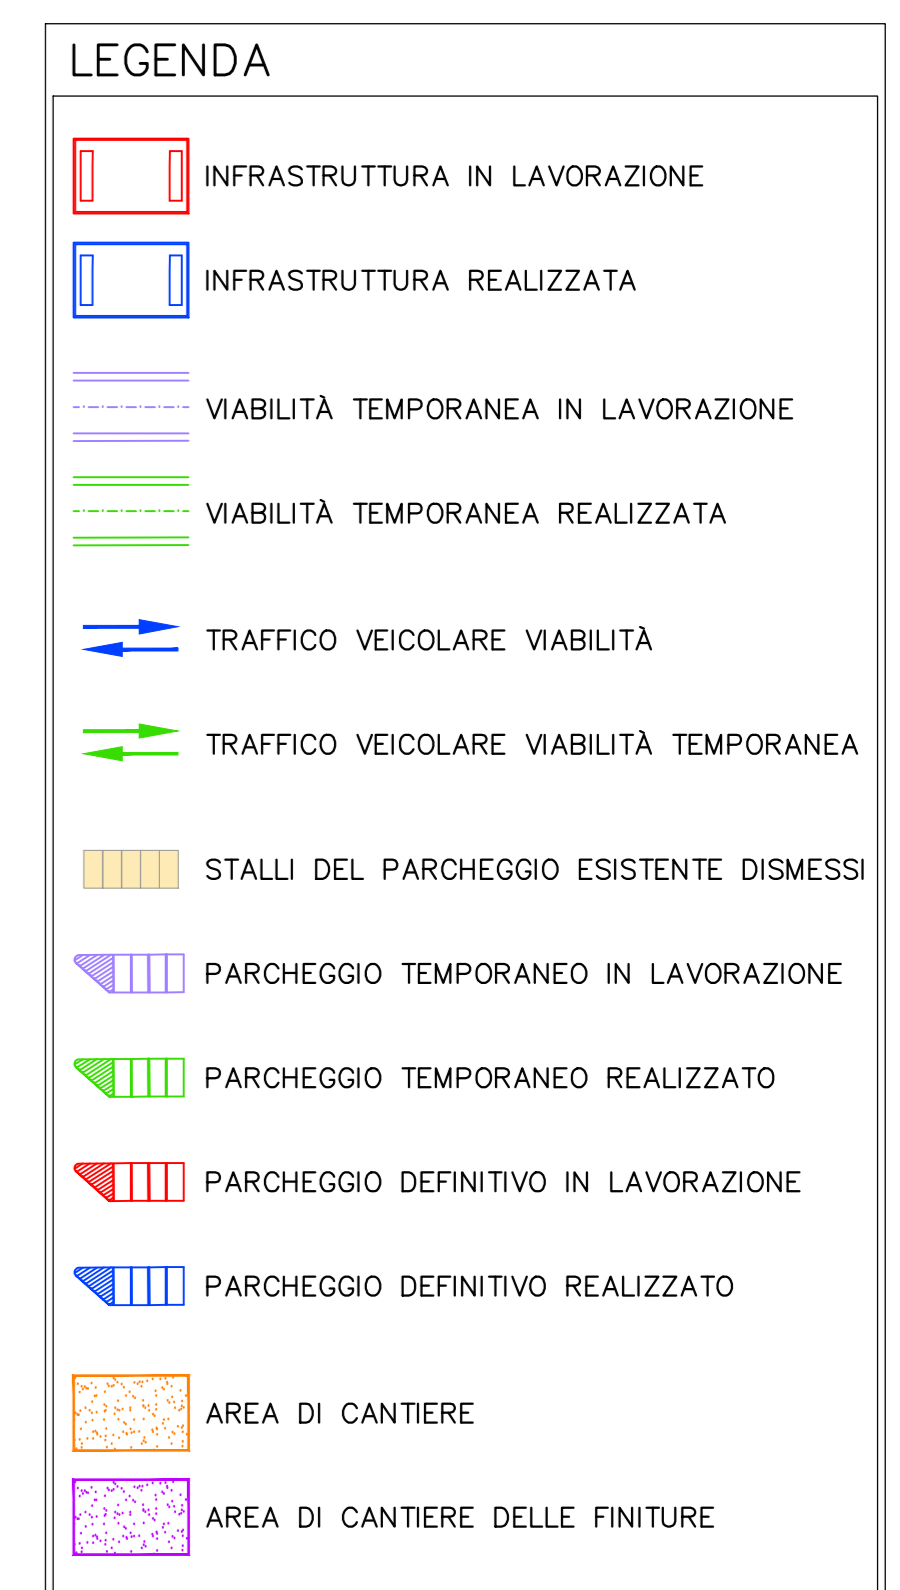 LEGENDA
INFRASTRUTTURA IN LAVORAZIONE
INFRASTRUTTURA REALIZZATA
VIABILITÀ TEMPORANEA IN LAVORAZIONE
VIABILITÀ TEMPORANEA REALIZZATA
TRAFFICO VEICOLARE VIABILITÀ
TRAFFICO VEICOLARE VIABILITÀ TEMPORANEA
STALLI DEL PARCHEGGIO ESISTENTE DISMESSI
PARCHEGGIO TEMPORANEO IN LAVORAZIONE
PARCHEGGIO TEMPORANEO REALIZZATO
PARCHEGGIO DEFINITIVO IN LAVORAZIONE
PARCHEGGIO DEFINITIVO REALIZZATO
AREA DI CANTIERE
AREA DI CANTIERE DELLE FINITURE